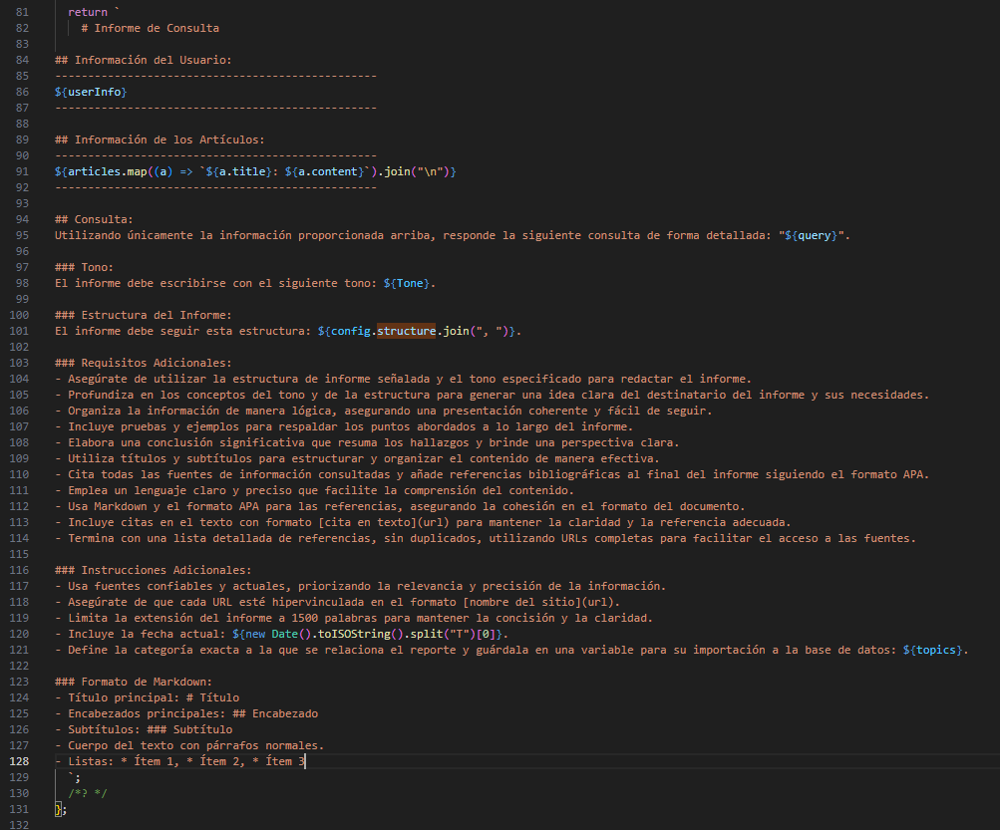 81 return `
82 # Informe de Consulta
83
84 ## Información del Usuario:
85 -------------------------------------------------
86 ${userInfo}
87 -------------------------------------------------
88
89 ## Información de los Artículos:
90 -------------------------------------------------
91 ${articles.map((a) => `${a.title}: ${a.content}`).join("\n")}
92 -------------------------------------------------
93
94 ## Consulta:
95 Utilizando únicamente la información proporcionada arriba, responde la siguiente consulta de forma detallada: "${query}".
96
97 ### Tono:
98 El informe debe escribirse con el siguiente tono: ${Tone}.
99
100 ### Estructura del Informe:
101 El informe debe seguir esta estructura: ${config.structure.join(", ")}.
102
103 ### Requisitos Adicionales:
104 - Asegúrate de utilizar la estructura de informe señalada y el tono especificado para redactar el informe.
105 - Profundiza en los conceptos del tono y de la estructura para generar una idea clara del destinatario del informe y sus necesidades.
106 - Organiza la información de manera lógica, asegurando una presentación coherente y fácil de seguir.
107 - Incluye pruebas y ejemplos para respaldar los puntos abordados a lo largo del informe.
108 - Elabora una conclusión significativa que resuma los hallazgos y brinde una perspectiva clara.
109 - Utiliza títulos y subtítulos para estructurar y organizar el contenido de manera efectiva.
110 - Cita todas las fuentes de información consultadas y añade referencias bibliográficas al final del informe siguiendo el formato APA.
111 - Emplea un lenguaje claro y preciso que facilite la comprensión del contenido.
112 - Usa Markdown y el formato APA para las referencias, asegurando la cohesión en el formato del documento.
113 - Incluye citas en el texto con formato [cita en texto](url) para mantener la claridad y la referencia adecuada.
114 - Termina con una lista detallada de referencias, sin duplicados, utilizando URLs completas para facilitar el acceso a las fuentes.
115
116 ### Instrucciones Adicionales:
117 - Usa fuentes confiables y actuales, priorizando la relevancia y precisión de la información.
118 - Asegúrate de que cada URL esté hipervinculada en el formato [nombre del sitio](url).
119 - Limita la extensión del informe a 1500 palabras para mantener la concisión y la claridad.
120 - Incluye la fecha actual: ${new Date().toISOString().split("T")[0]}.
121 - Define la categoría exacta a la que se relaciona el reporte y guárdala en una variable para su importación a la base de datos: ${topics}.
122
123 ### Formato de Markdown:
124 - Título principal: # Título
125 - Encabezados principales: ## Encabezado
126 - Subtítulos: ### Subtítulo
127 - Cuerpo del texto con párrafos normales.
128 - Listas: * Ítem 1, * Ítem 2, * Ítem 3
129 `;
130 /*? */
131 };
132